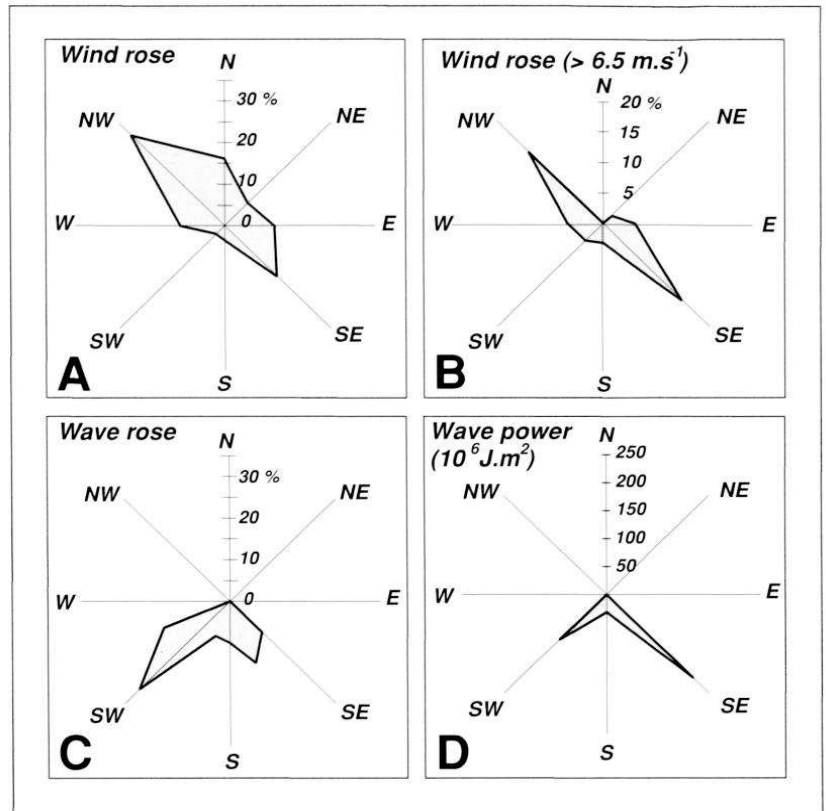 Wind rose
N
30 %
20
10
0
NW
NE
W
E
SW
SE
S
A
Wind rose (> 6.5 m.s⁻¹)
N
20 %
15
10
5
NW
NE
W
E
SW
SE
S
B
Wave rose
N
30 %
20
10
0
NW
NE
W
E
SW
SE
S
C
Wave power
(10⁶J.m²)
N
250
200
150
100
50
NW
NE
W
E
SW
SE
S
D